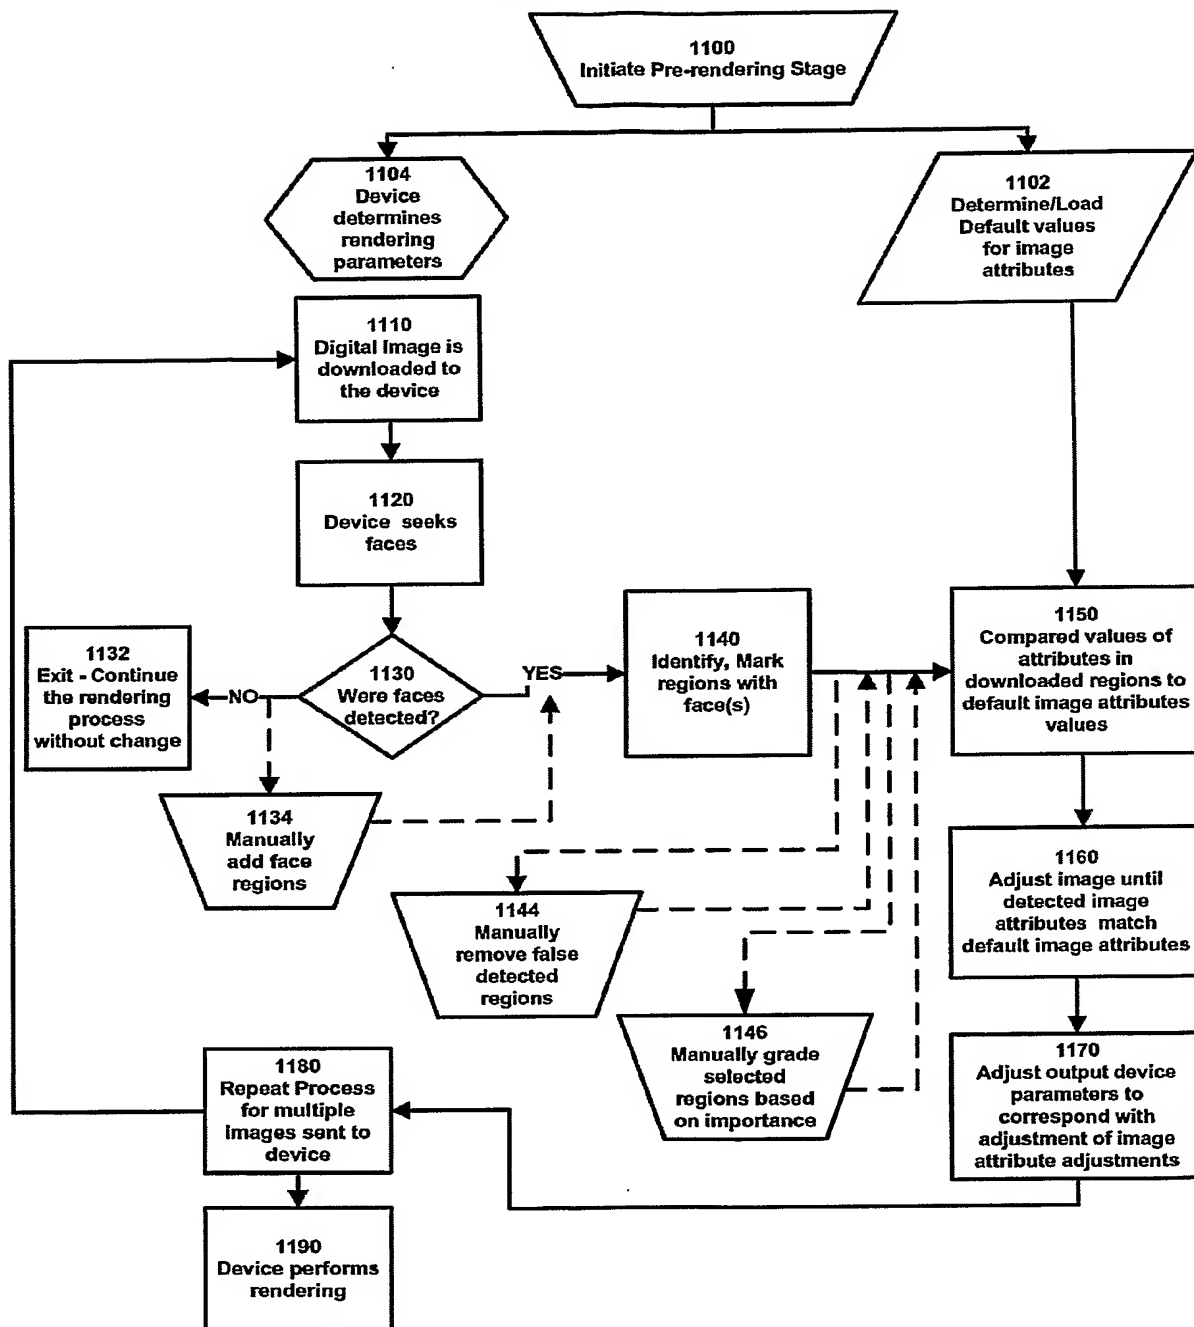 1100
Initiate Pre-rendering Stage
1104
Device
determines
rendering
parameters
1102
Determine/Load
Default values
for image
attributes
1110
Digital Image is
downloaded to
the device
1120
Device seeks
faces
1130
Were faces
detected?
NO
YES
1132
Exit - Continue
the rendering
process
without change
1134
Manually
add face
regions
1140
Identify, Mark
regions with
face(s)
1144
Manually
remove false
detected
regions
1146
Manually grade
selected
regions based
on importance
1150
Compared values of
attributes in
downloaded regions to
default image attributes
values
1160
Adjust image until
detected image
attributes match
default image attributes
1170
Adjust output device
parameters to
correspond with
adjustment of image
attribute adjustments
1180
Repeat Process
for multiple
images sent to
device
1190
Device performs
rendering